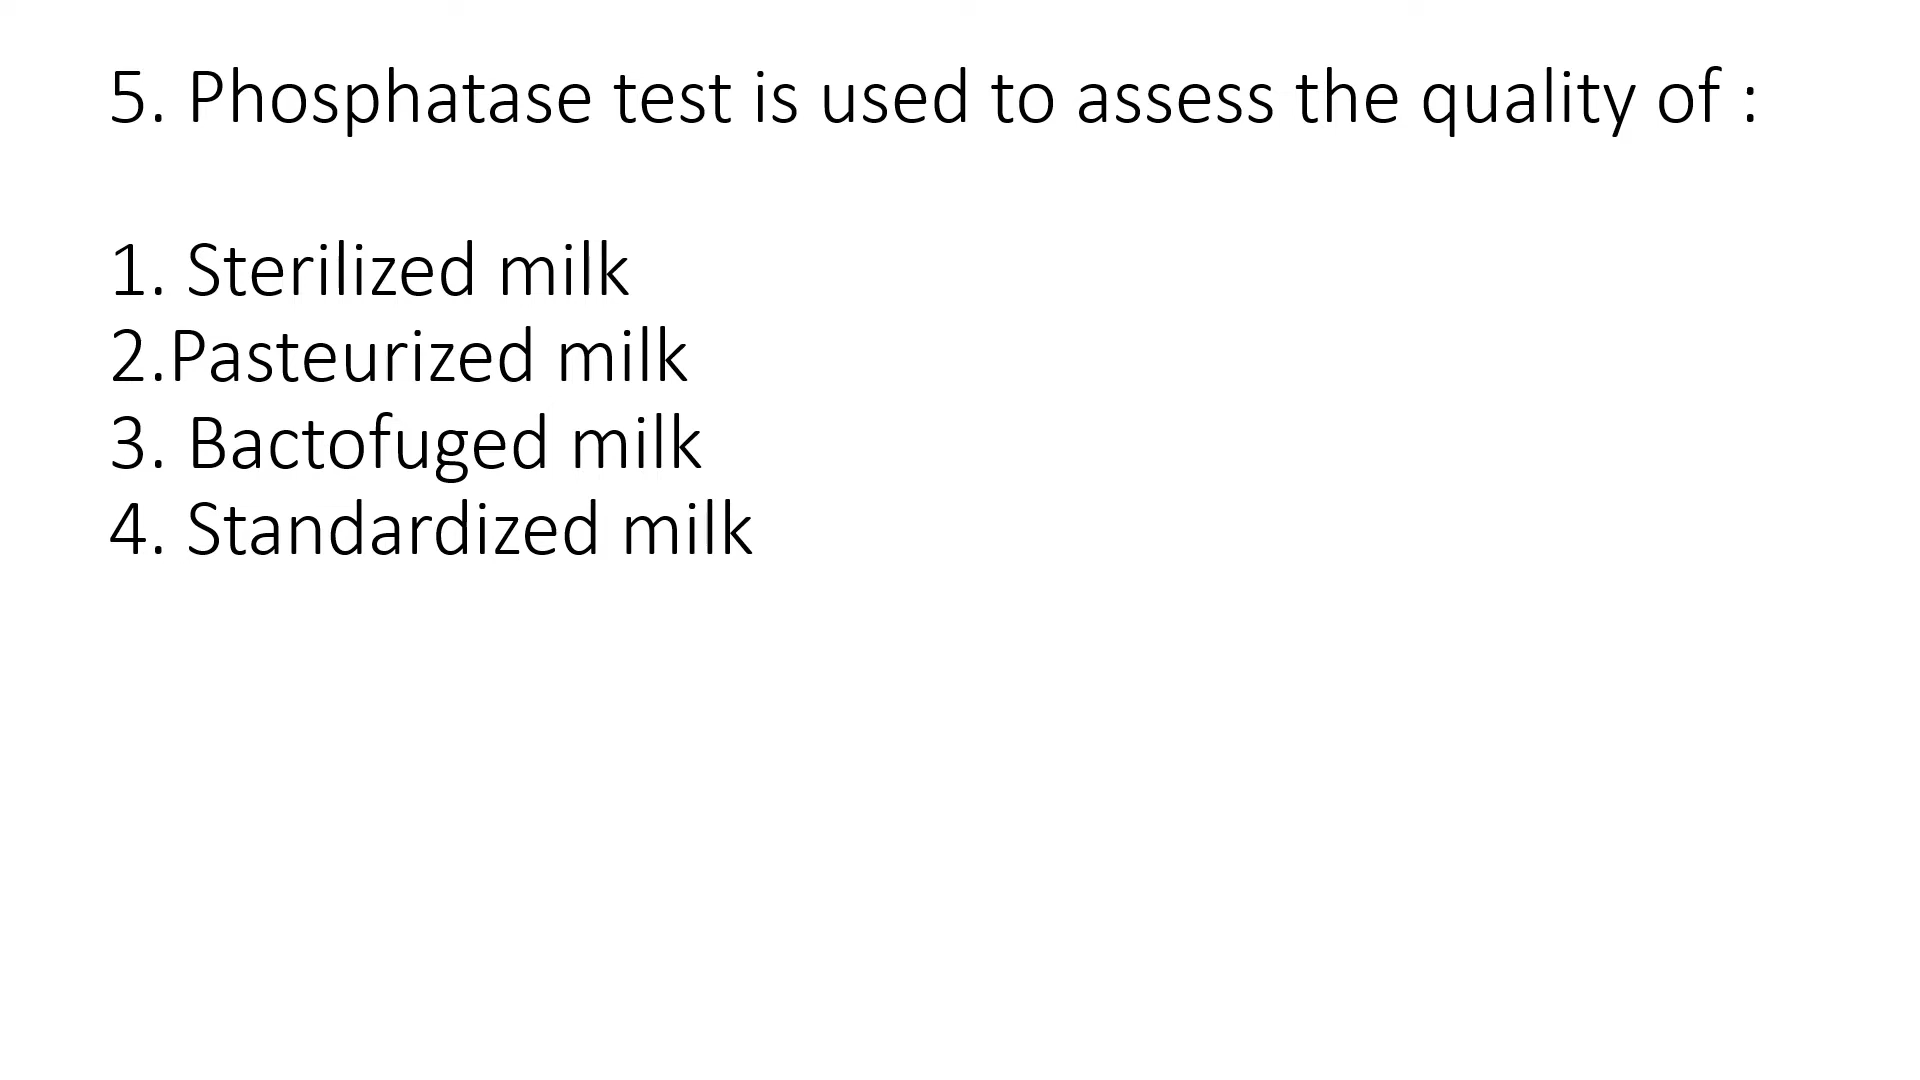 5. Phosphatase test is used to assess the quality of :
1. Sterilized milk
2.Pasteurized milk
3. Bactofuged milk
4. Standardized milk